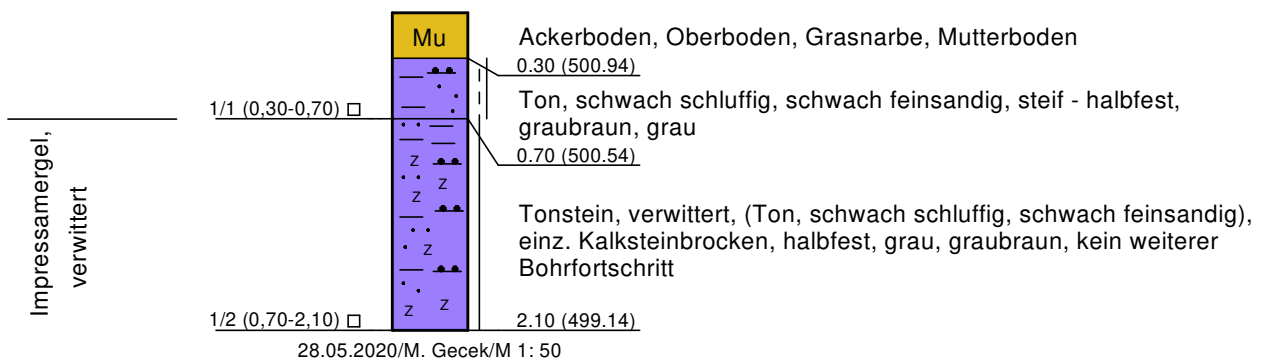 Mu
Ackerboden, Oberboden, Grasnarbe, Mutterboden
0.30 (500.94)
1/1 (0,30-0,70)
Ton, schwach schluffig, schwach feinsandig, steif - halbfest,
graubraun, grau
0.70 (500.54)
Impressamergel,
verwittert
z
z
z
z
z
z
Tonstein, verwittert, (Ton, schwach schluffig, schwach feinsandig),
einz. Kalksteinbrocken, halbfest, grau, graubraun, kein weiterer
Bohrfortschritt
1/2 (0,70-2,10)
2.10 (499.14)
28.05.2020/M. Gecek/M 1: 50